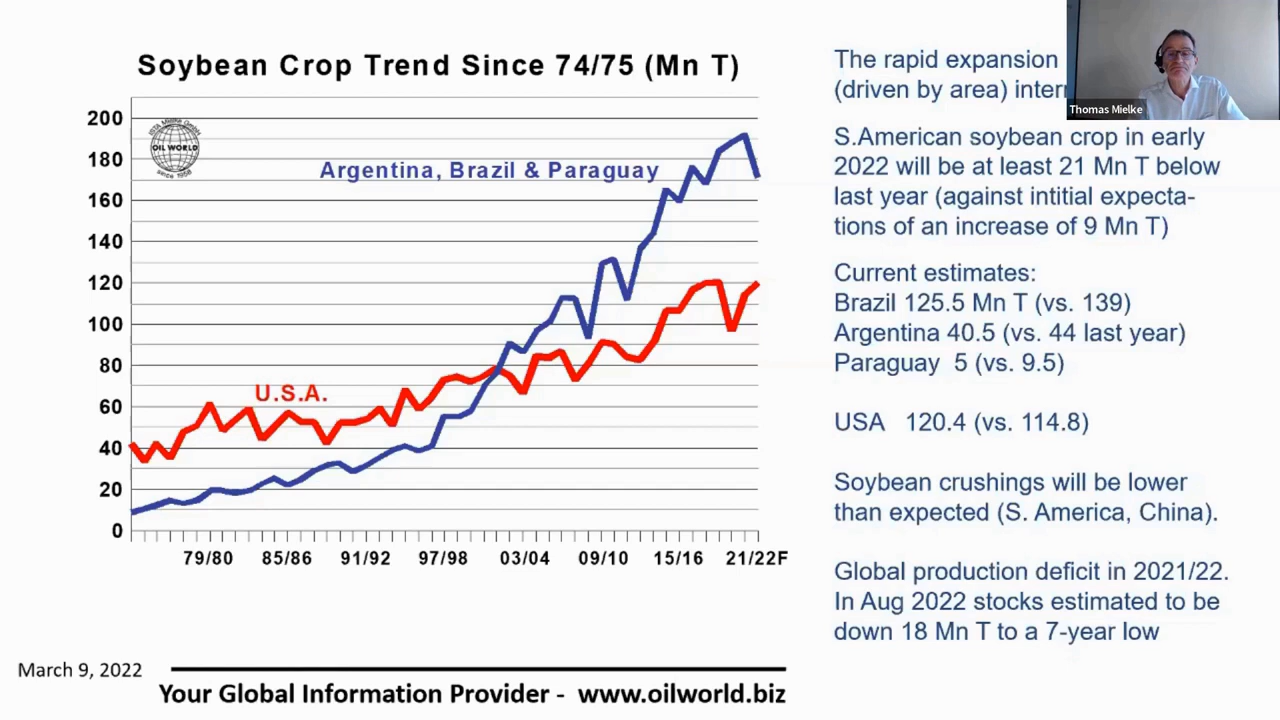 Soybean Crop Trend Since 74/75 (Mn T)
200
180
160
140
120
100
80
60
40
20
0
ISTA Mielke GmbH
OIL WORLD
since 1958
Argentina, Brazil & Paraguay
U.S.A.
79/80 85/86 91/92 97/98 03/04 09/10 15/16 21/22F
The rapid expansion
(driven by area)
S.American soybean crop in early
2022 will be at least 21 Mn T below
last year (against intitial expecta-
tions of an increase of 9 Mn T)
Current estimates:
Brazil 125.5 Mn T (vs. 139)
Argentina 40.5 (vs. 44 last year)
Paraguay 5 (vs. 9.5)
USA 120.4 (vs. 114.8)
Soybean crushings will be lower
than expected (S. America, China).
Global production deficit in 2021/22.
In Aug 2022 stocks estimated to be
down 18 Mn T to a 7-year low
Thomas Mielke
March 9, 2022
Your Global Information Provider - www.oilworld.biz